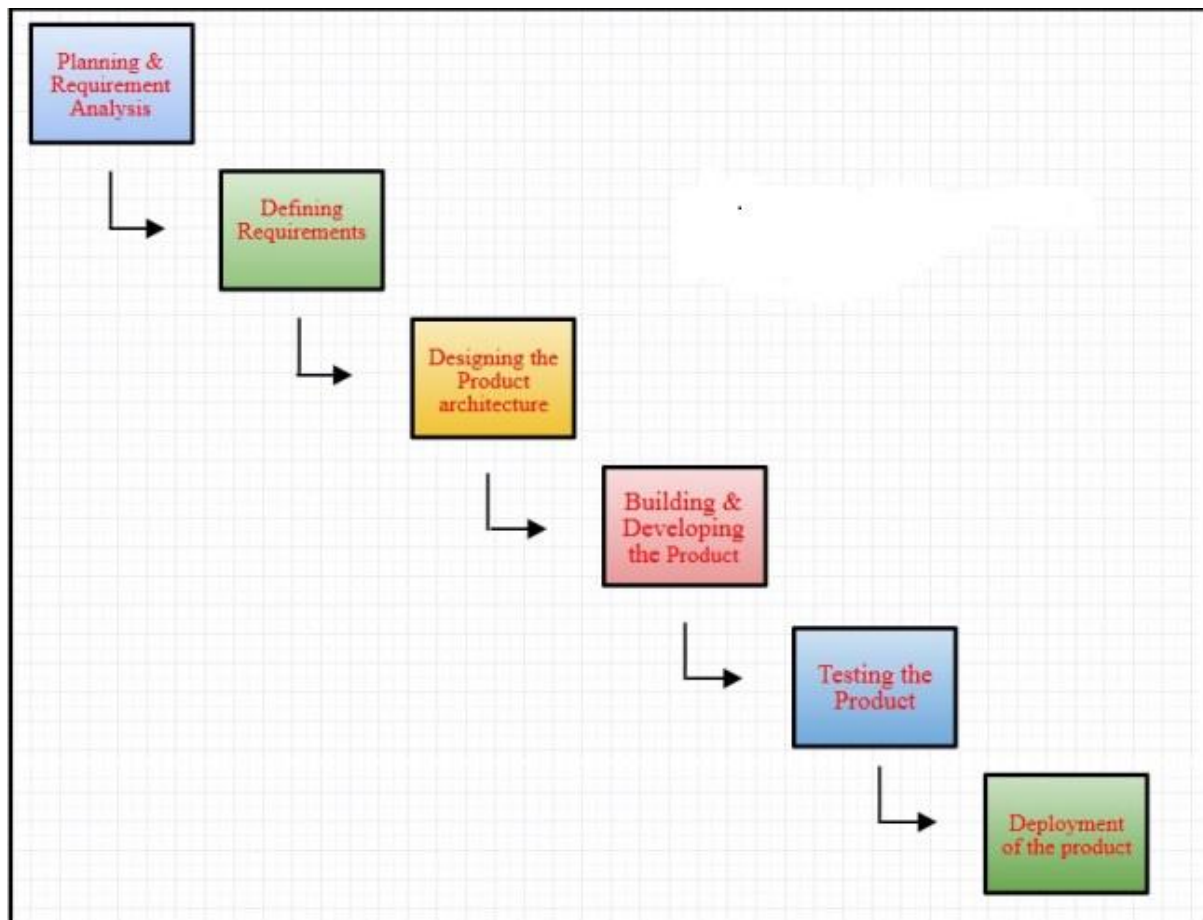 Planning &
Requirement
Analysis
Defining
Requirements
Designing the
Product
architecture
Building &
Developing
the Product
Testing the
Product
Deployment
of the product